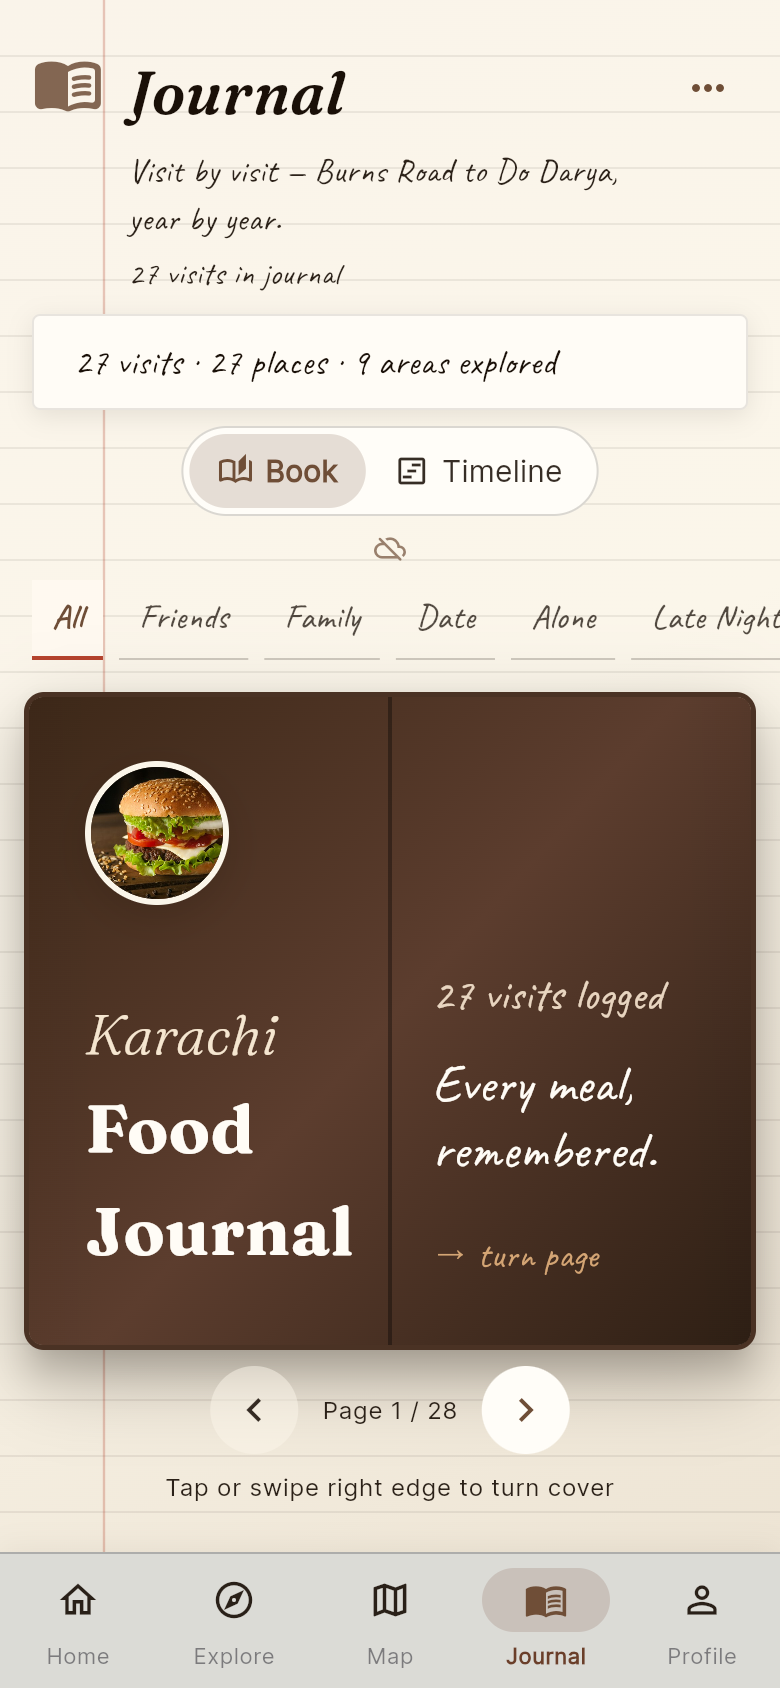 Journal
Visit by visit — Burns Road to Do Darya,
year by year.
27 visits in journal
27 visits · 27 places · 9 areas explored
Book Timeline
All Friends Family Date Alone Late Night
Karachi
Food
Journal
27 visits logged
Every meal,
remembered.
→ turn page
Page 1 / 28
Tap or swipe right edge to turn cover
Home Explore Map Journal Profile